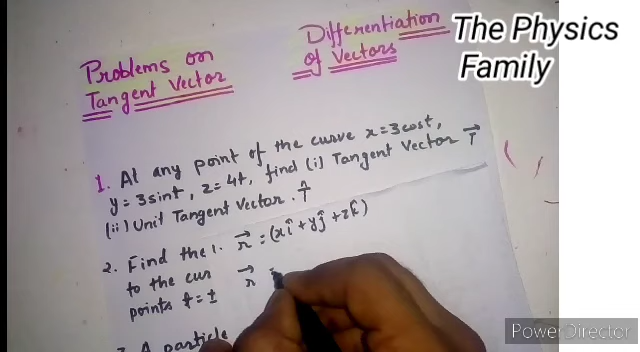 Problems on
Tangent Vector
Differentiation
of Vectors
The Physics
Family
1. At any point of the curve x=3cost,
y=3sint, z=4t, find (i) Tangent Vector T⃗
(ii) Unit Tangent Vector. T̂
2. Find the
to the cur
points t=±
1. r⃗ = (xî + yĵ + zk̂)
r⃗
A particle
PowerDirector